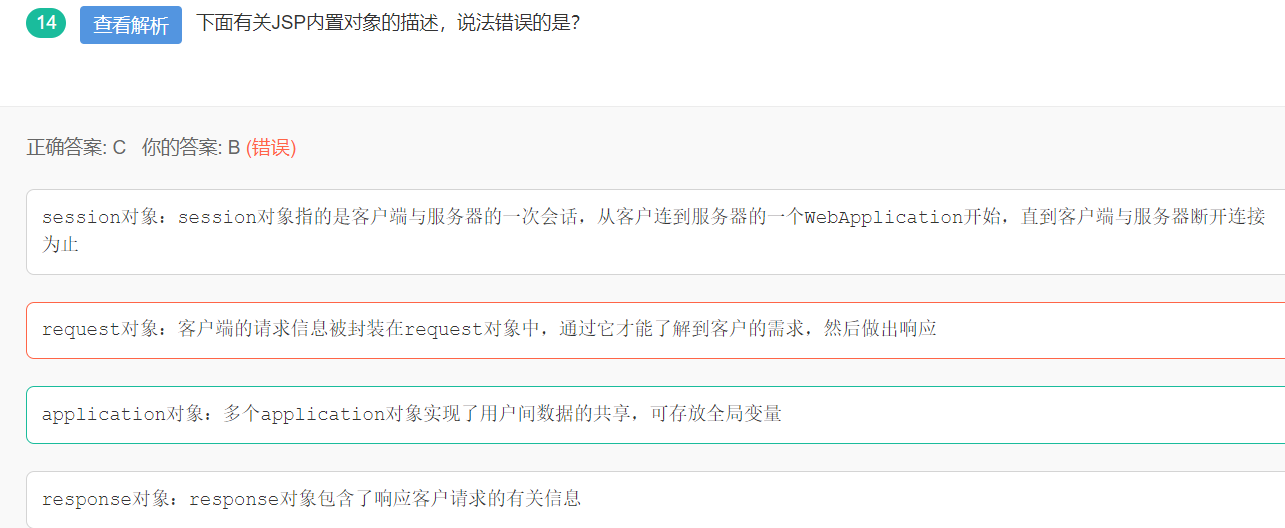 14 查看解析 下面有关JSP内置对象的描述，说法错误的是？
正确答案: C 你的答案: B (错误)
session对象：session对象指的是客户端与服务器的一次会话，从客户连到服务器的一个WebApplication开始，直到客户端与服务器断开连接
为止
request对象：客户端的请求信息被封装在request对象中，通过它才能了解到客户的需求，然后做出响应
application对象：多个application对象实现了用户间数据的共享，可存放全局变量
response对象：response对象包含了响应客户请求的有关信息